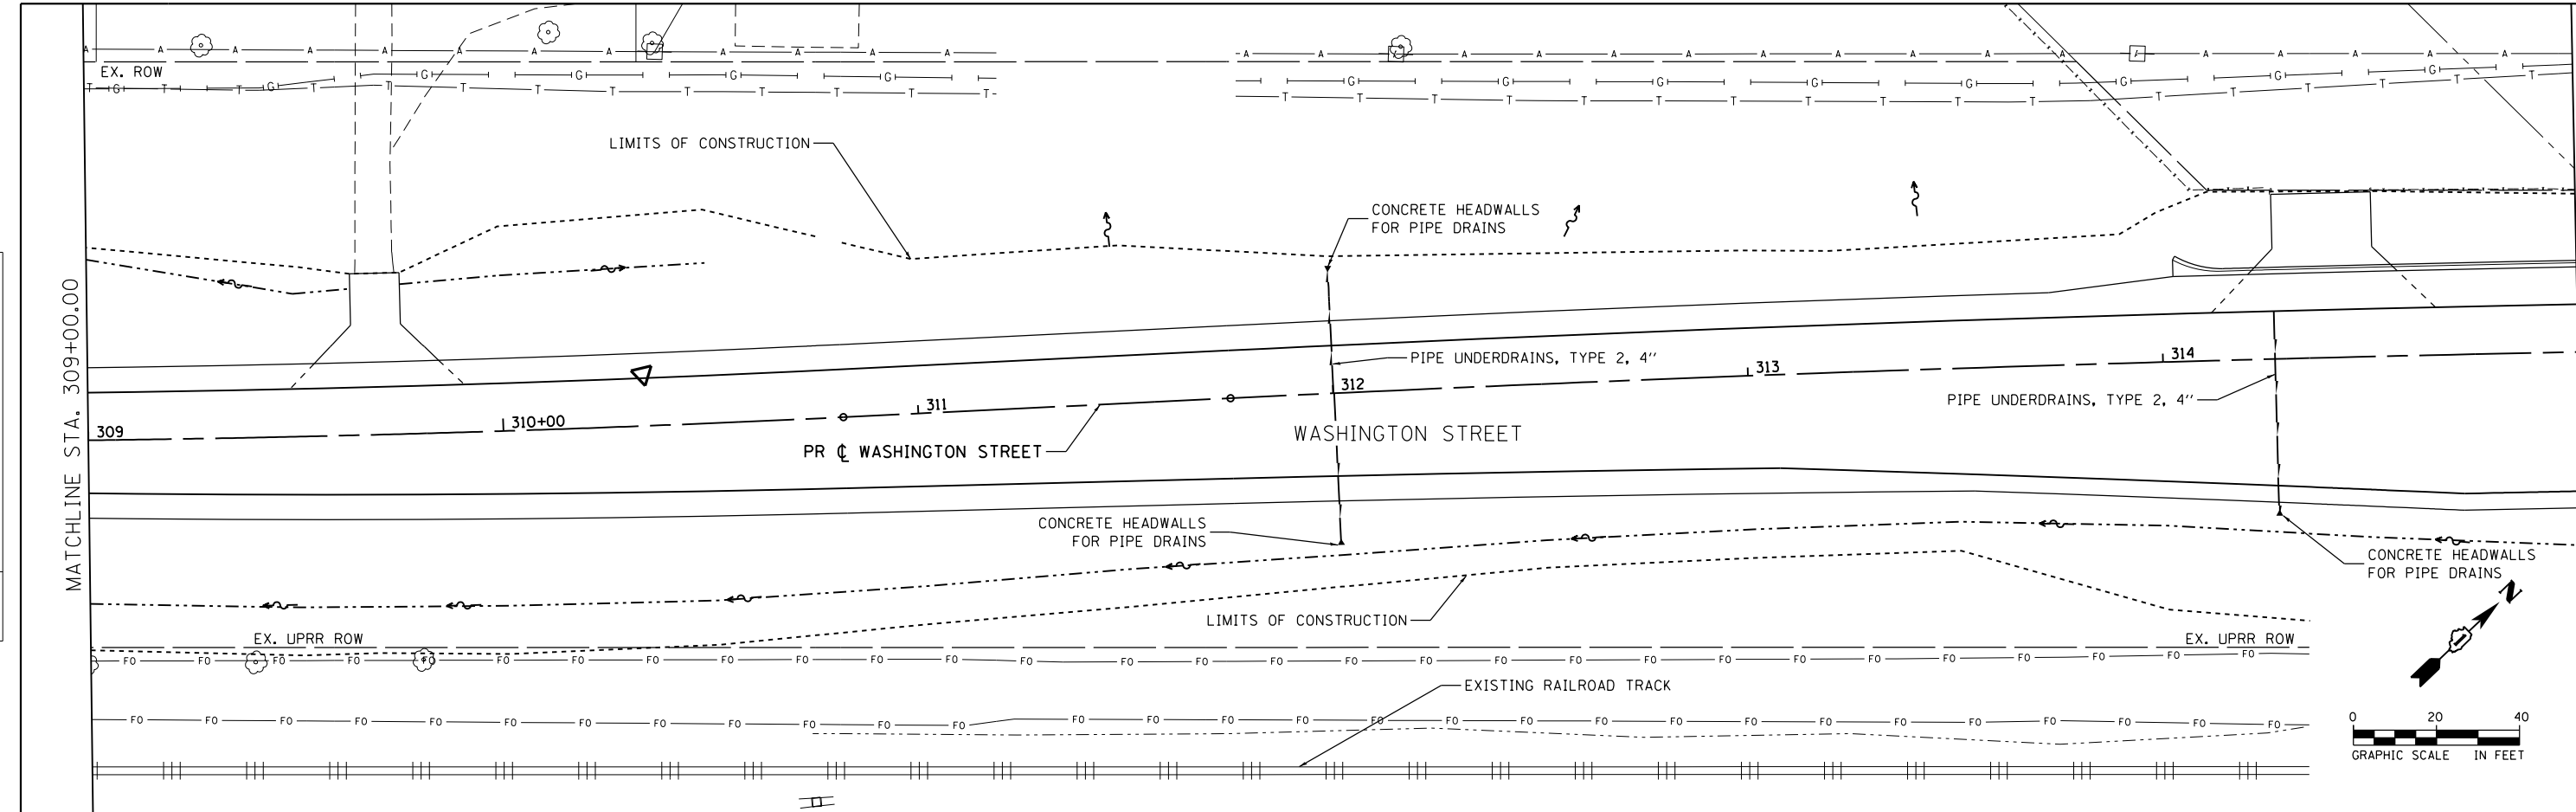 EX. ROW
LIMITS OF CONSTRUCTION
CONCRETE HEADWALLS
FOR PIPE DRAINS
MATCHLINE STA. 309+00.00
PIPE UNDERDRAINS, TYPE 2, 4"
309
310+00
311
312
313
314
PIPE UNDERDRAINS, TYPE 2, 4"
PR ℄ WASHINGTON STREET
WASHINGTON STREET
CONCRETE HEADWALLS
FOR PIPE DRAINS
CONCRETE HEADWALLS
FOR PIPE DRAINS
LIMITS OF CONSTRUCTION
N
EX. UPRR ROW
EX. UPRR ROW
EXISTING RAILROAD TRACK
0 20 40
GRAPHIC SCALE IN FEET